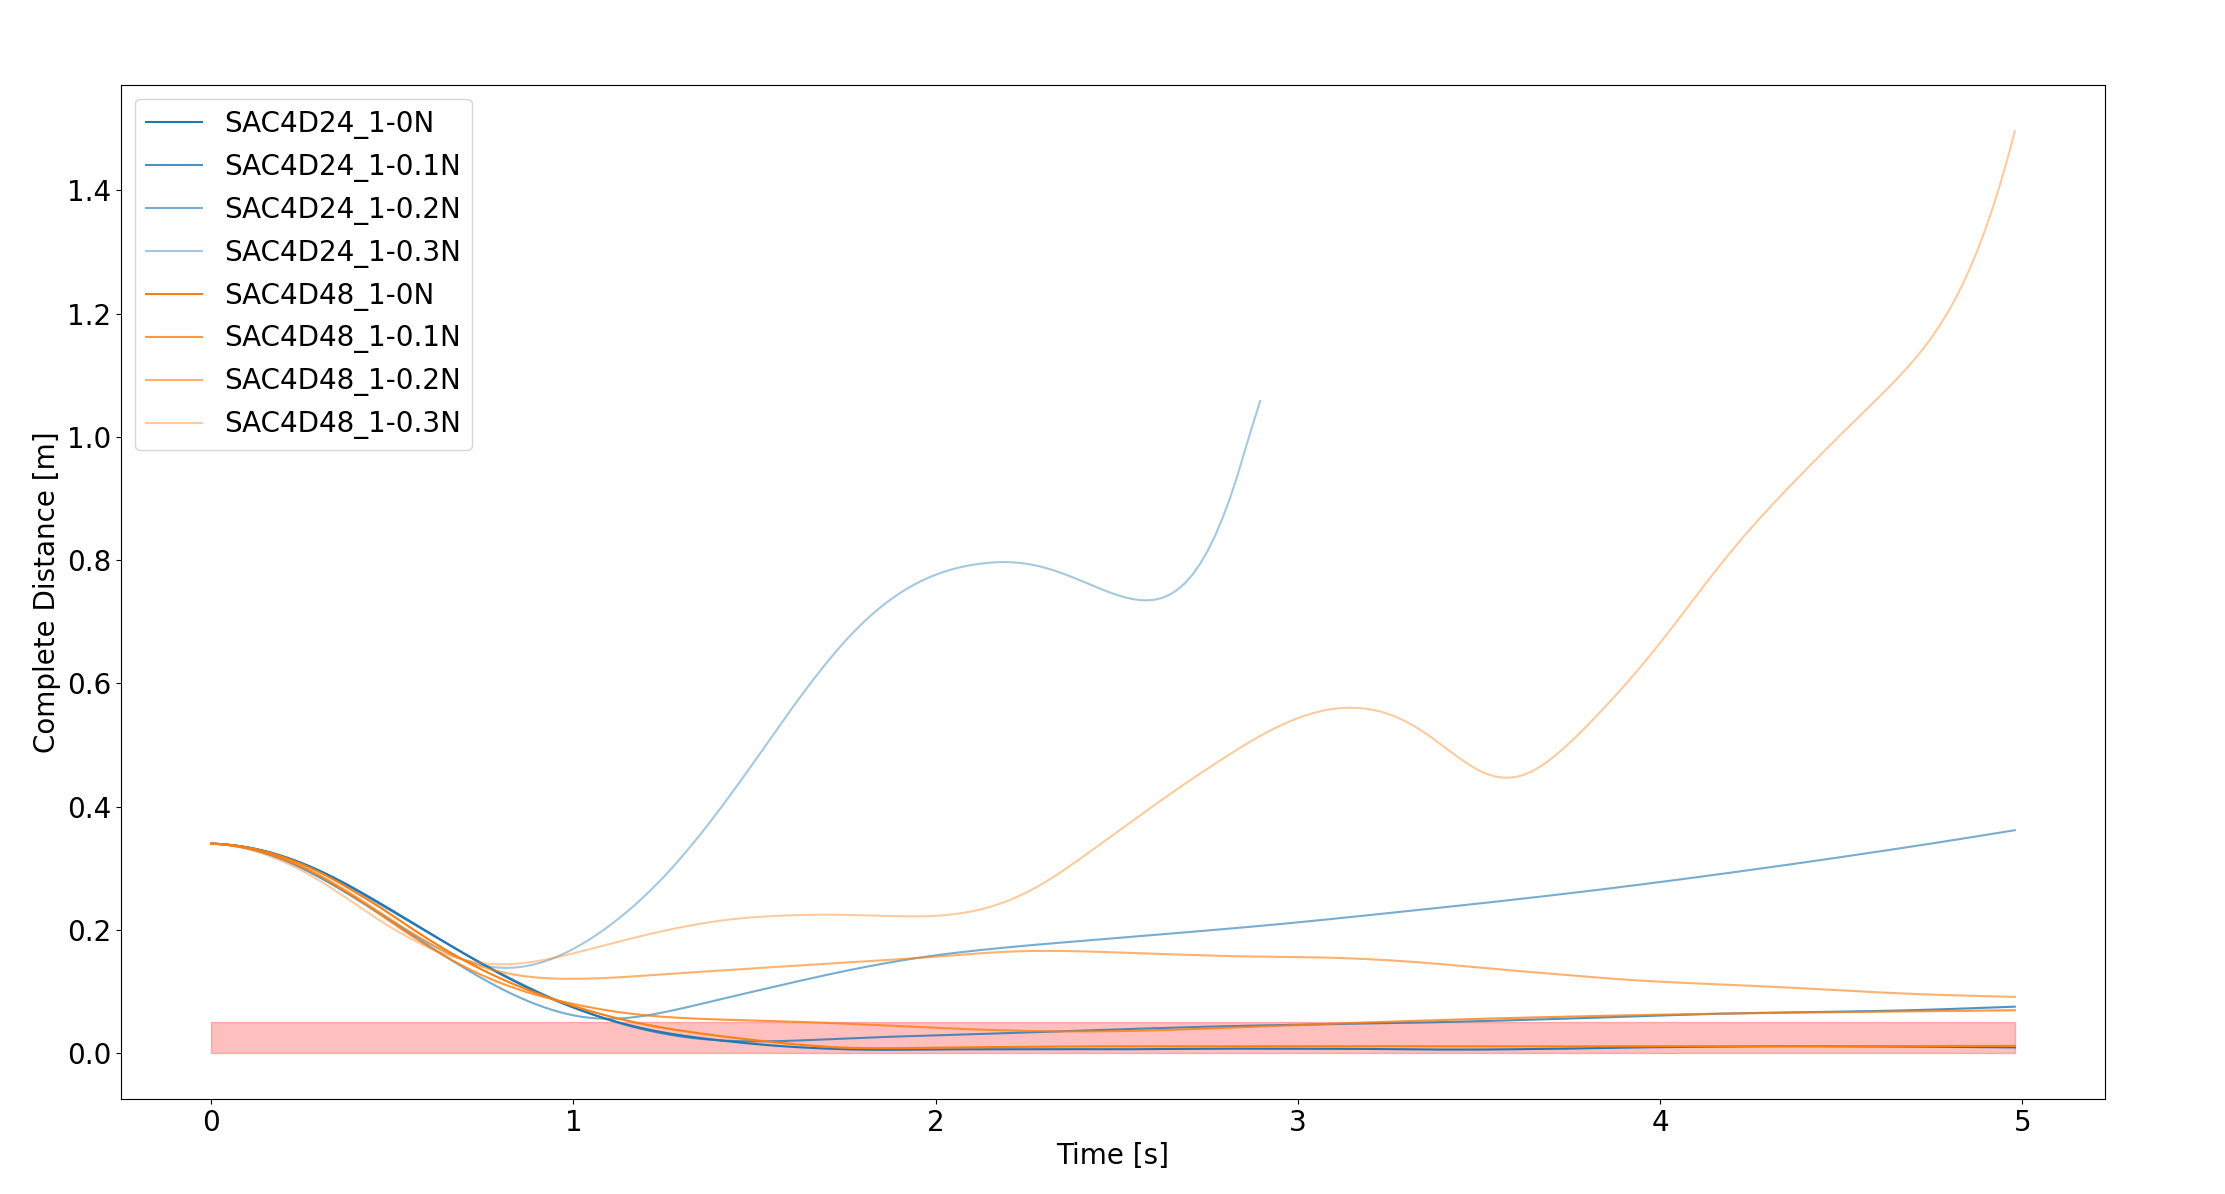 SAC4D24_1-0N
SAC4D24_1-0.1N
SAC4D24_1-0.2N
SAC4D24_1-0.3N
SAC4D48_1-0N
SAC4D48_1-0.1N
SAC4D48_1-0.2N
SAC4D48_1-0.3N
Complete Distance [m]
1.4
1.2
1.0
0.8
0.6
0.4
0.2
0.0
0 1 2 3 4 5
Time [s]